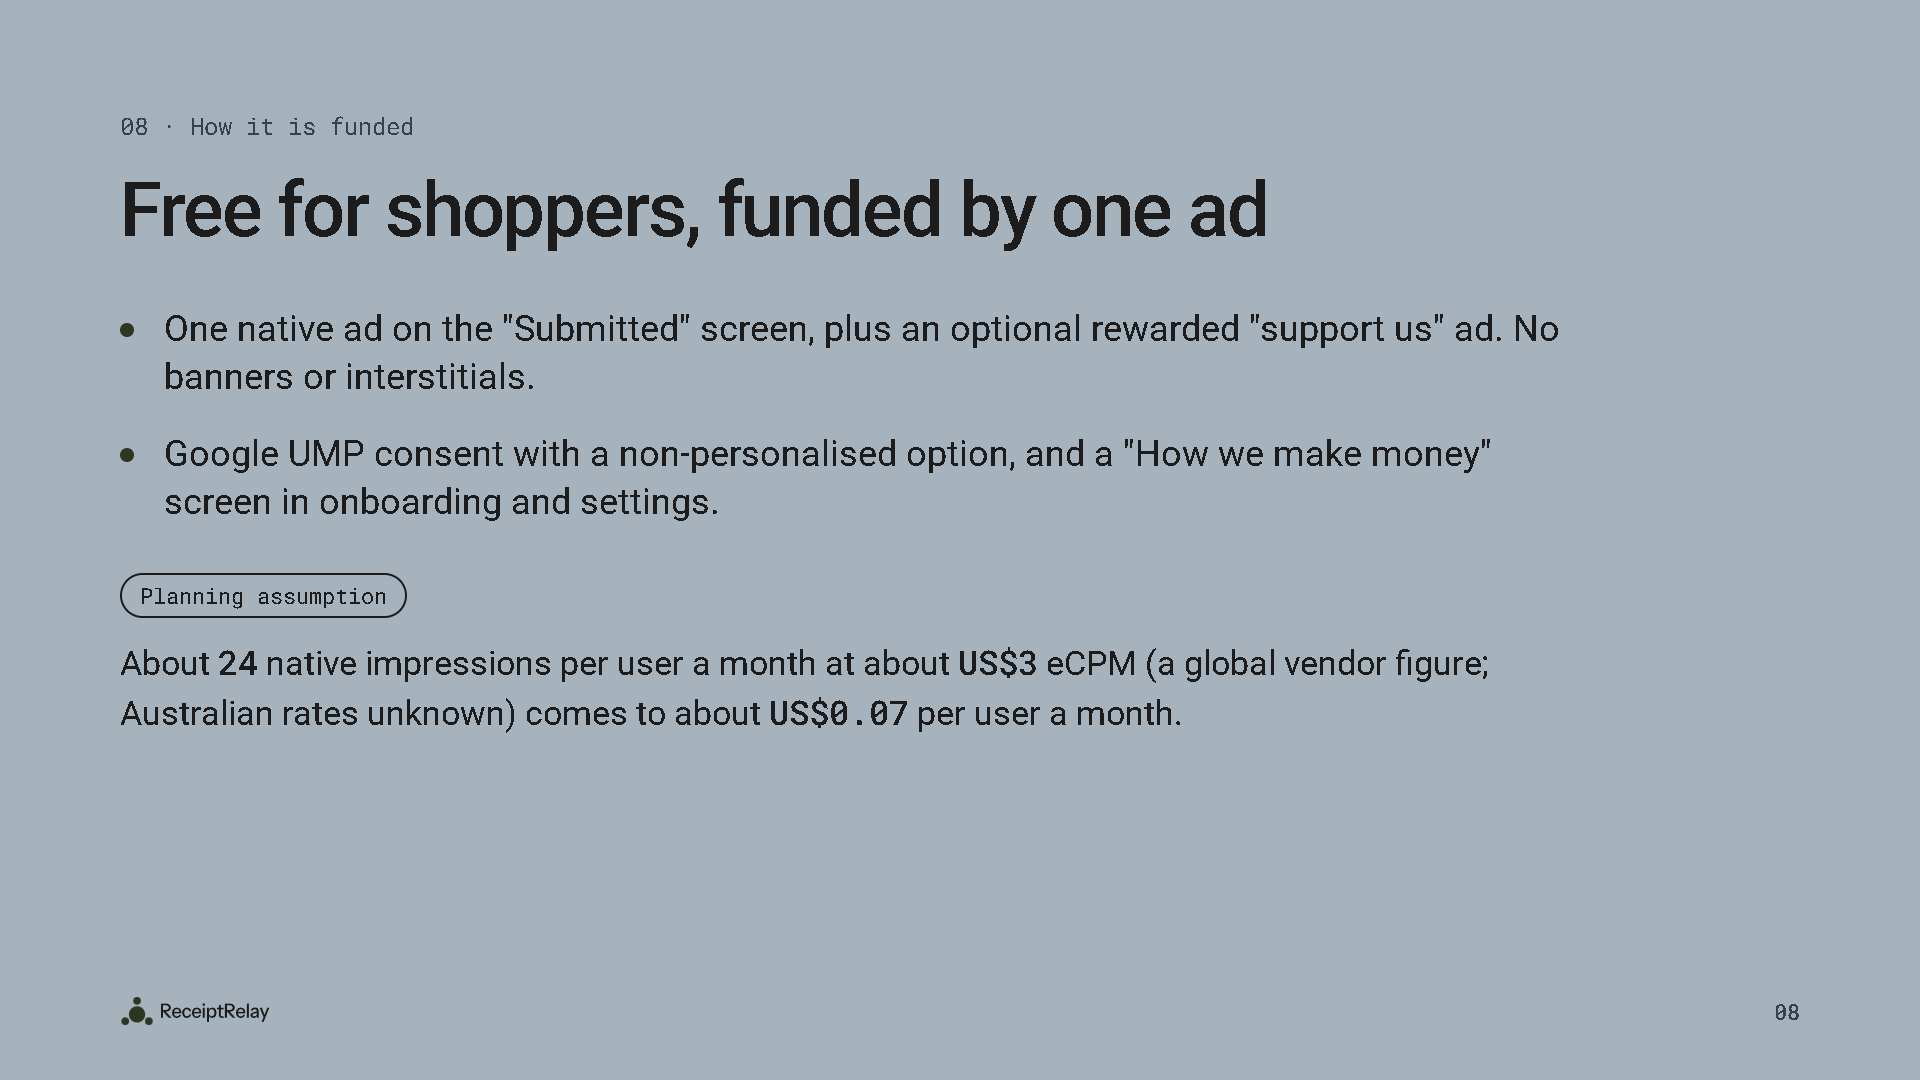 08 · How it is funded
Free for shoppers, funded by one ad
One native ad on the "Submitted" screen, plus an optional rewarded "support us" ad. No
banners or interstitials.
Google UMP consent with a non-personalised option, and a "How we make money"
screen in onboarding and settings.
Planning assumption
About 24 native impressions per user a month at about US$3 eCPM (a global vendor figure;
Australian rates unknown) comes to about US$0.07 per user a month.
ReceiptRelay
08